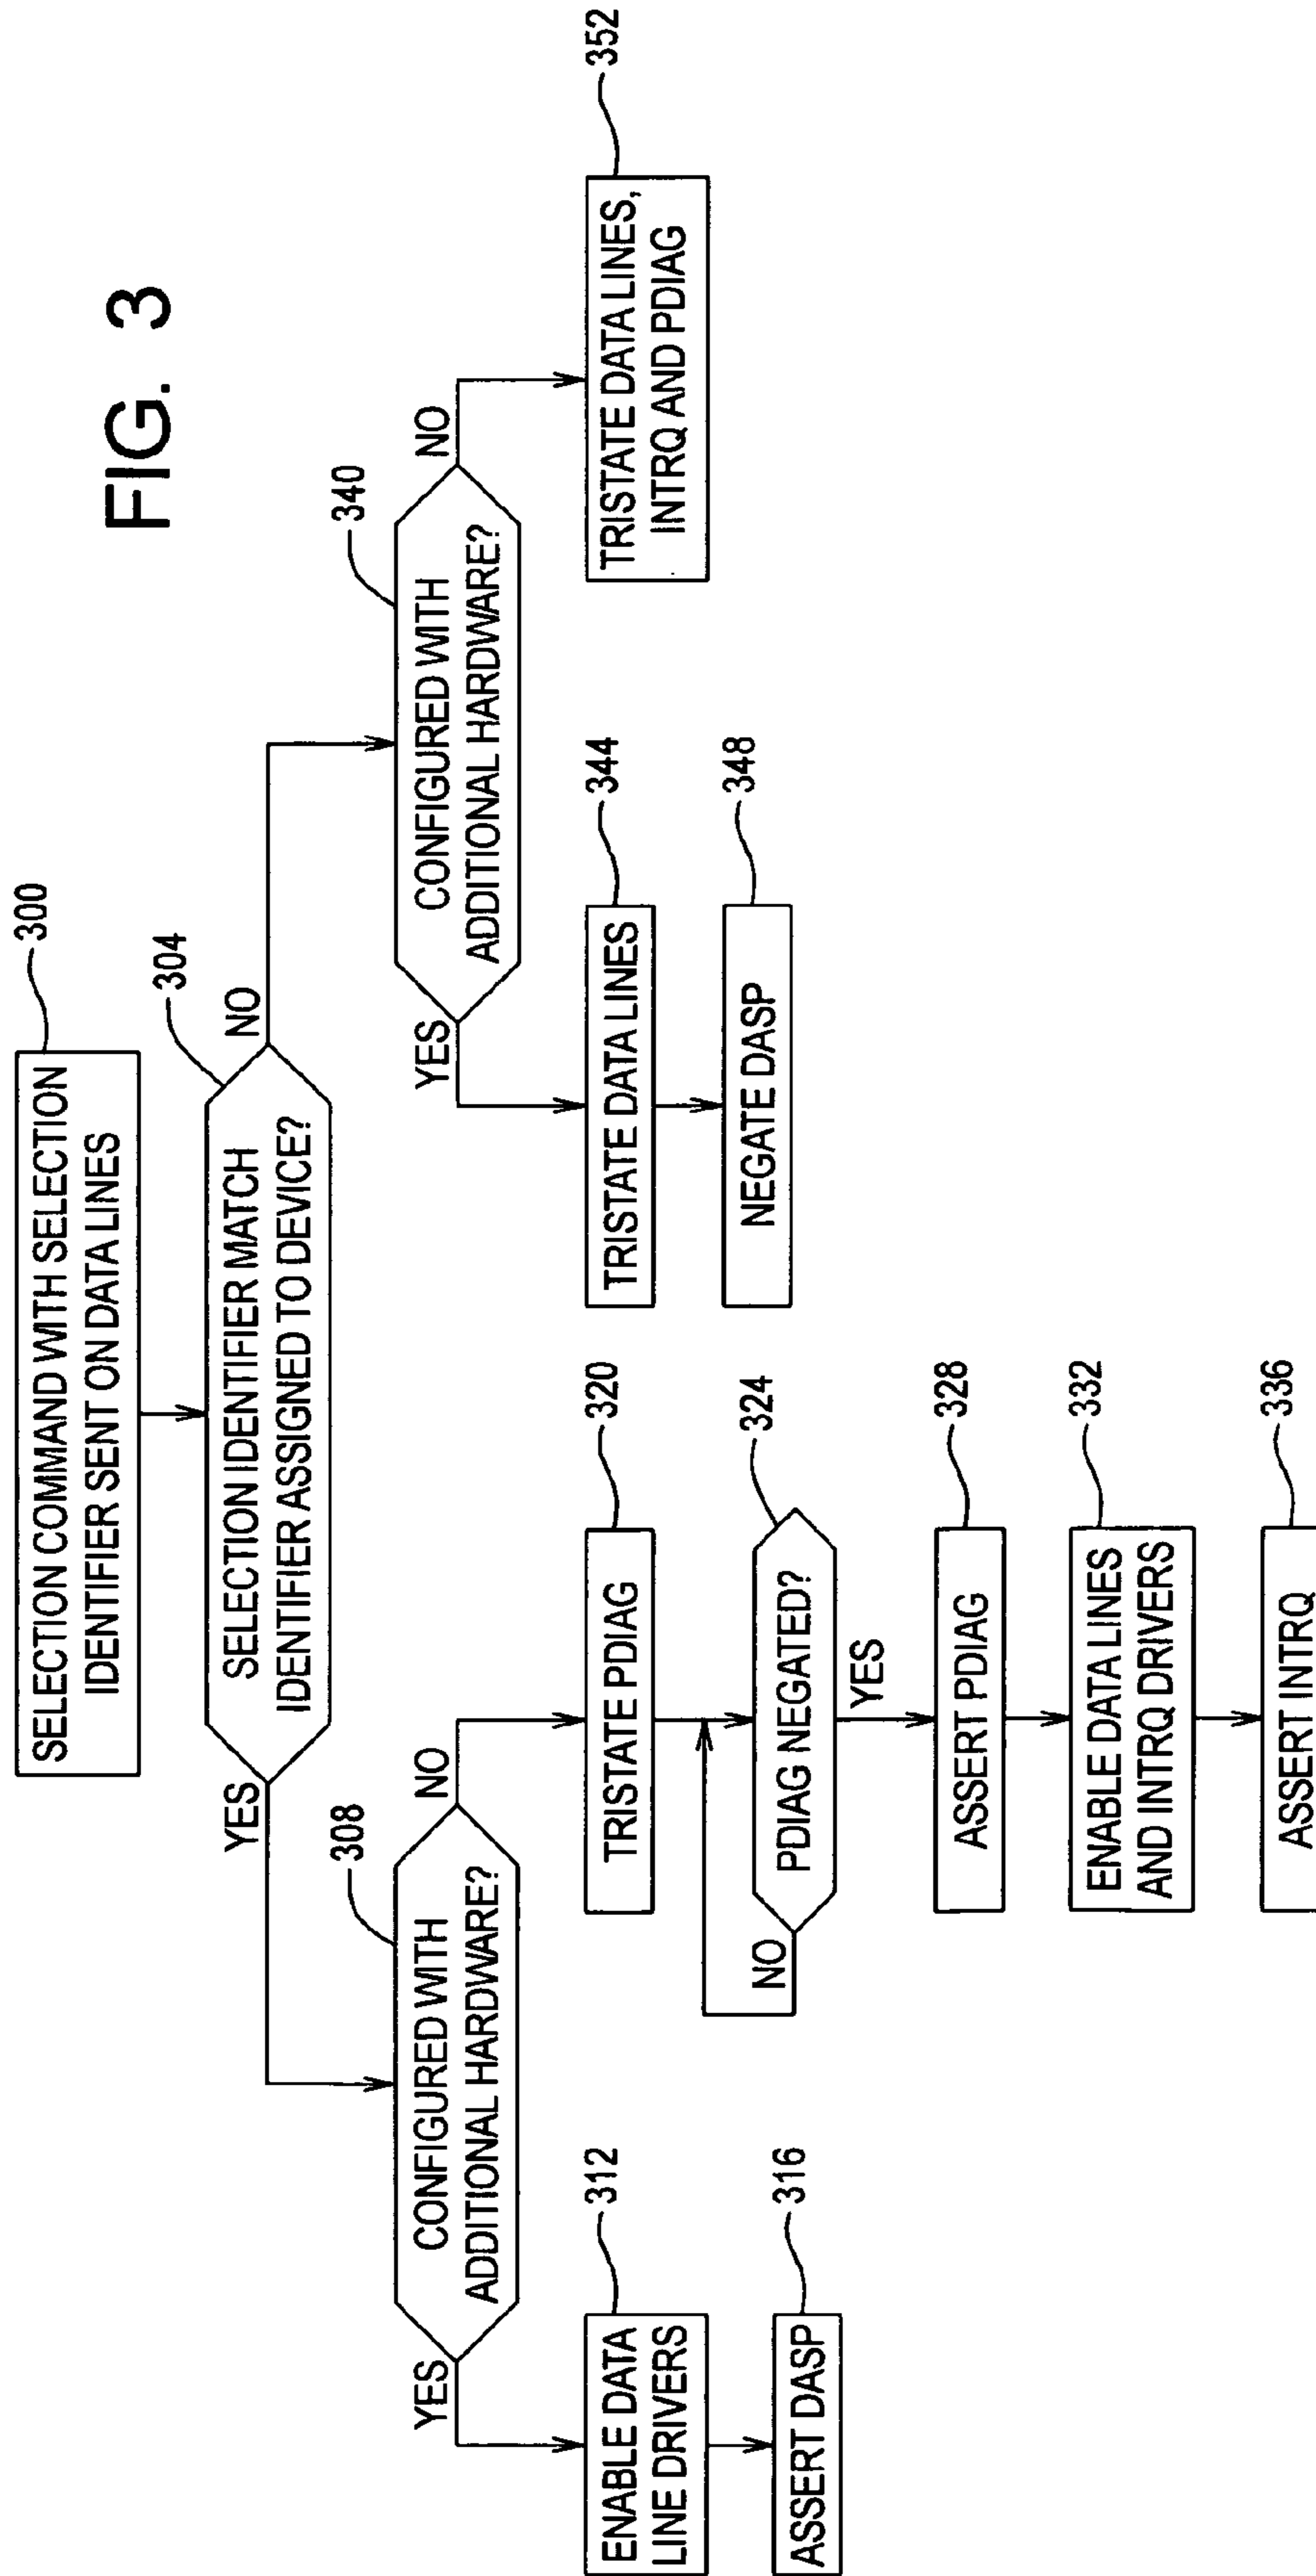 FIG. 3
SELECTION COMMAND WITH SELECTION
IDENTIFIER SENT ON DATA LINES
300
SELECTION IDENTIFIER MATCH
IDENTIFIER ASSIGNED TO DEVICE?
304
YES
NO
CONFIGURED WITH
ADDITIONAL HARDWARE?
308
YES
NO
ENABLE DATA
LINE DRIVERS
312
ASSERT DASP
316
TRISTATE PDIAG
320
PDIAG NEGATED?
324
NO
YES
ASSERT PDIAG
328
ENABLE DATA LINES
AND INTRQ DRIVERS
332
ASSERT INTRQ
336
CONFIGURED WITH
ADDITIONAL HARDWARE?
340
YES
NO
TRISTATE DATA LINES
344
NEGATE DASP
348
TRISTATE DATA LINES,
INTRQ AND PDIAG
352